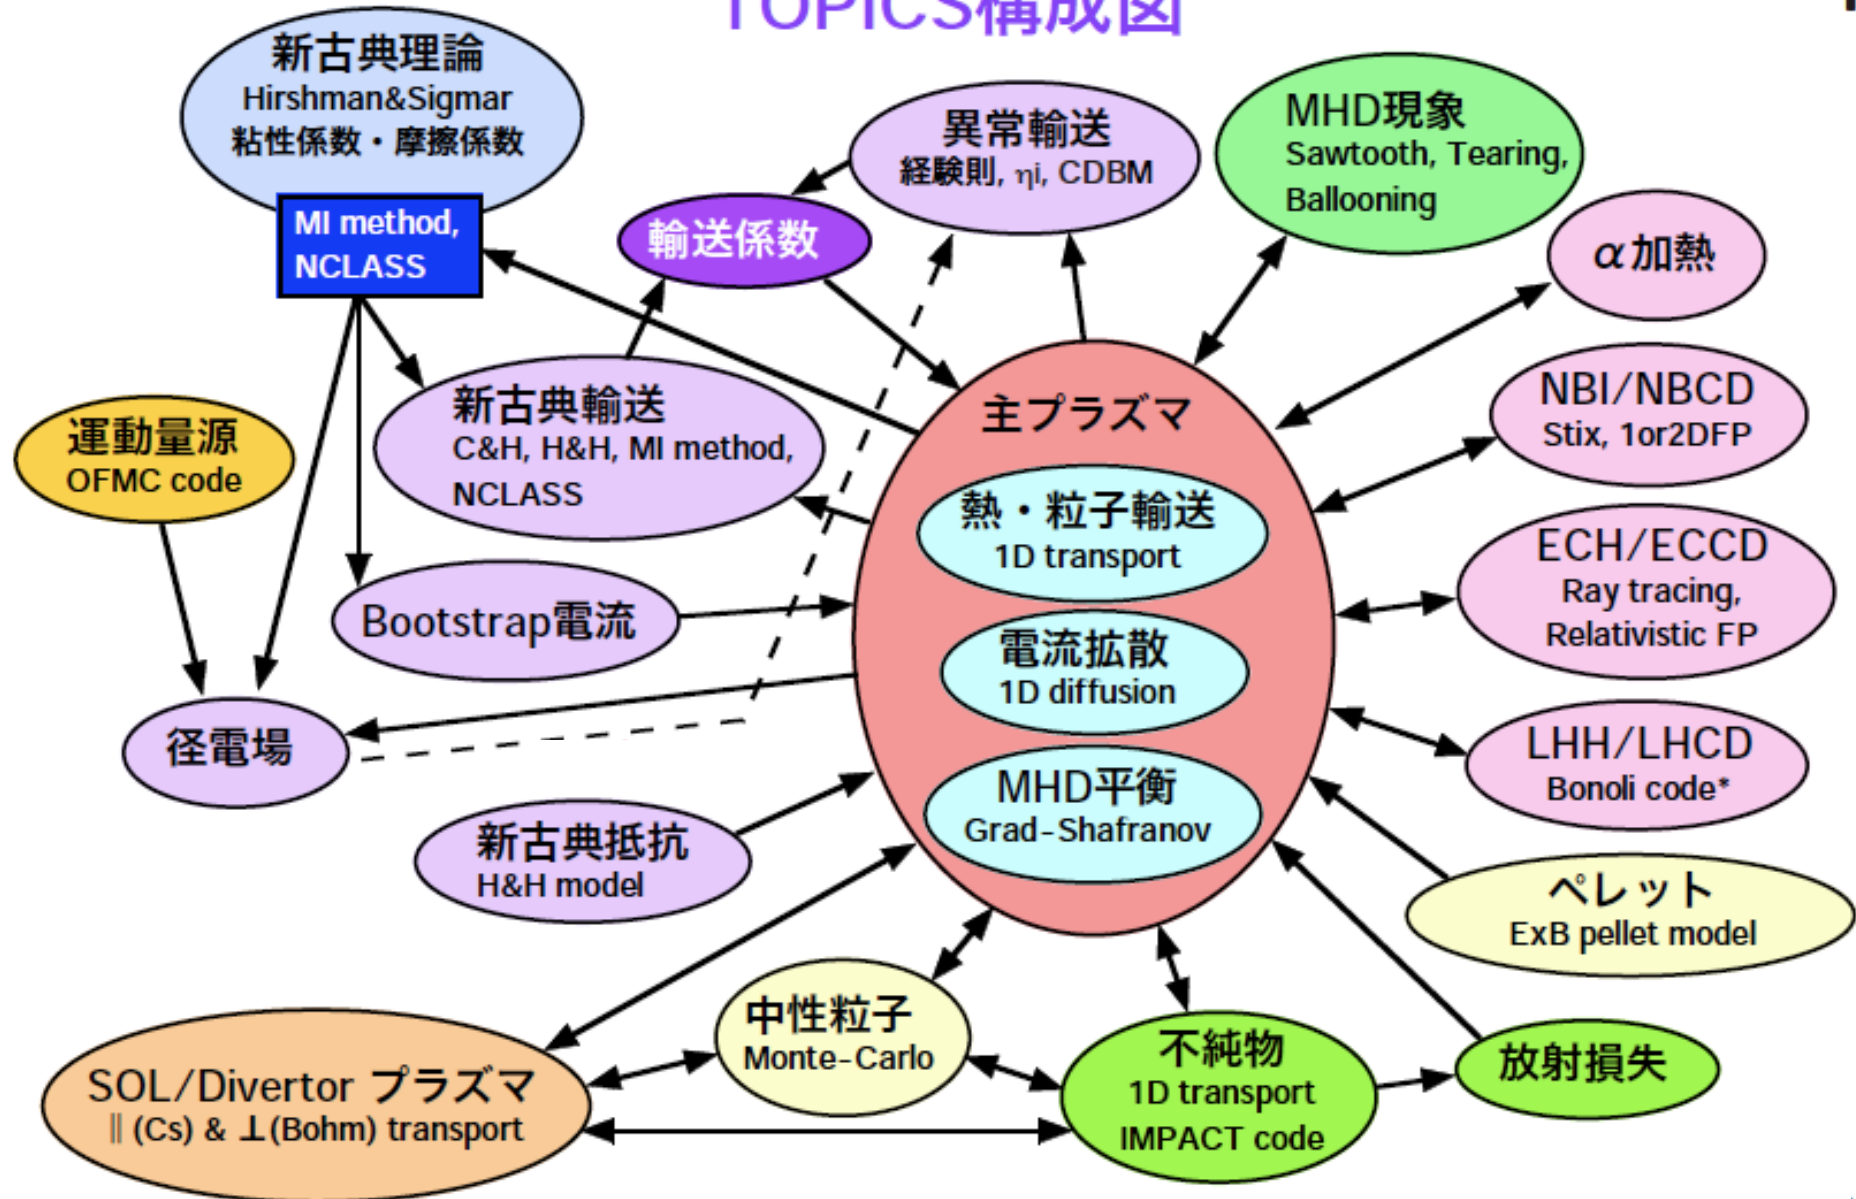 TOPICS構成図
新古典理論
Hirshman&Sigmar
粘性係数・摩擦係数
MI method,
NCLASS
異常輸送
経験則, ηi, CDBM
輸送係数
MHD現象
Sawtooth, Tearing,
Ballooning
α加熱
運動量源
OFMC code
新古典輸送
C&H, H&H, MI method,
NCLASS
主プラズマ
熱・粒子輸送
1D transport
電流拡散
1D diffusion
MHD平衡
Grad-Shafranov
NBI/NBCD
Stix, 1or2DFP
ECH/ECCD
Ray tracing,
Relativistic FP
Bootstrap電流
径電場
LHH/LHCD
Bonoli code*
新古典抵抗
H&H model
ペレット
ExB pellet model
中性粒子
Monte-Carlo
不純物
1D transport
IMPACT code
放射損失
SOL/Divertor プラズマ
∥ (Cs) & ⊥(Bohm) transport